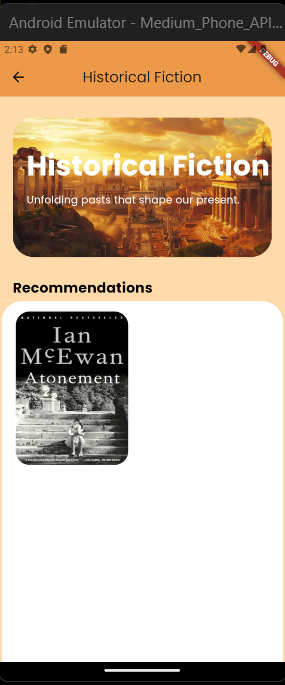 Android Emulator - Medium_Phone_API...
2:13
DEBUG
Historical Fiction
Historical Fiction
Unfolding pasts that shape our present.
Recommendations
NATIONAL BESTSELLER
Ian
McEwan
Atonement